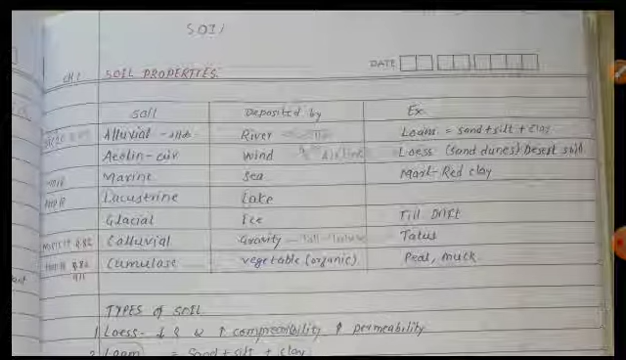 SOIL
DATE
CH 1 SOIL PROPERTIES.
Soil Deposited by Ex.
Alluvial - River Loam = sand + silt + clay
Aeolin - air Wind Loess (Sand dunes) Desert soil
Marine Sea Marl - Red clay
Lacustrine Lake
Glacial Ice Till Drift
Colluvial Gravity - Talus
Cumulose vegetable (organic) Peat, muck
TYPES of SOIL
1 Loess - ↓ & ↑ compressibility ↑ permeability
2 Loam = Sand + silt + clay